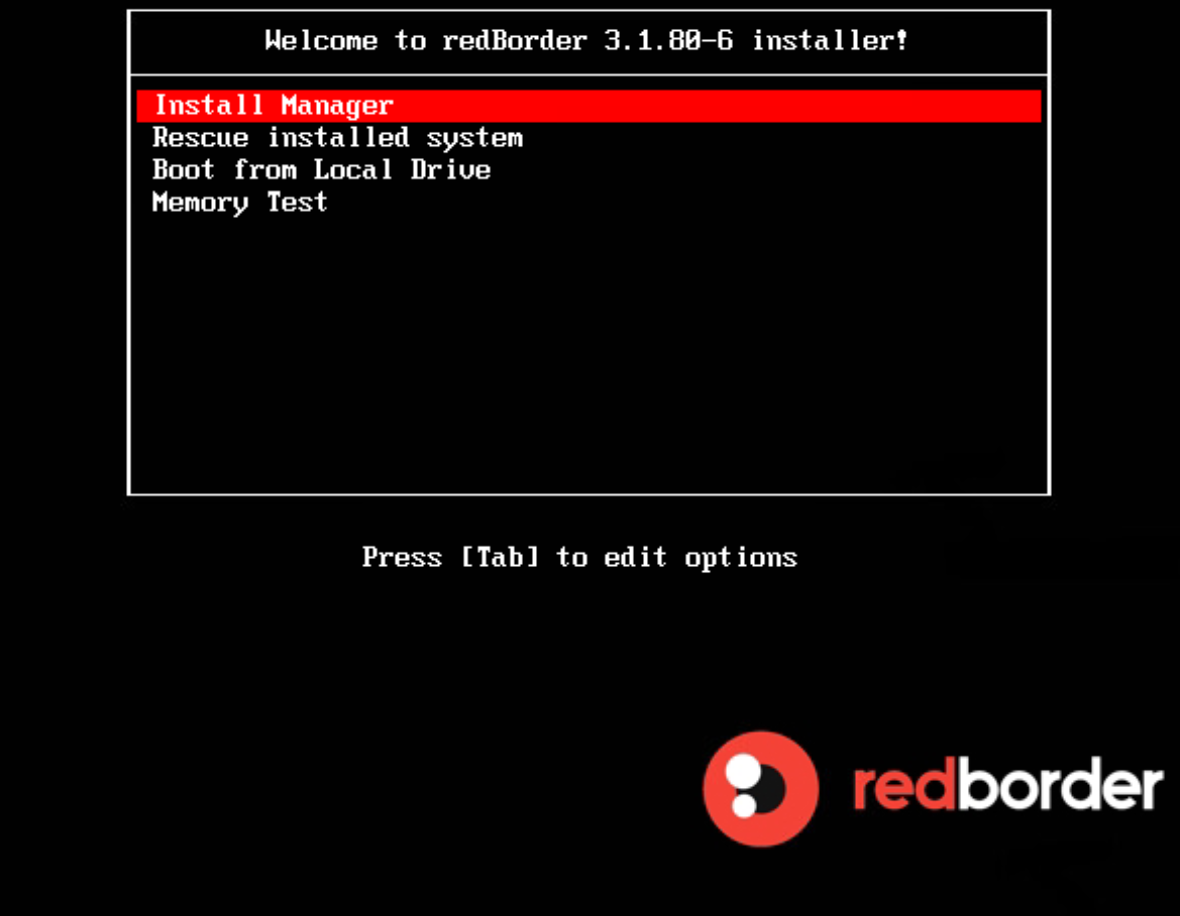 Welcome to redBorder 3.1.80-6 installer!
Install Manager
Rescue installed system
Boot from Local Drive
Memory Test
Press [Tab] to edit options
redborder